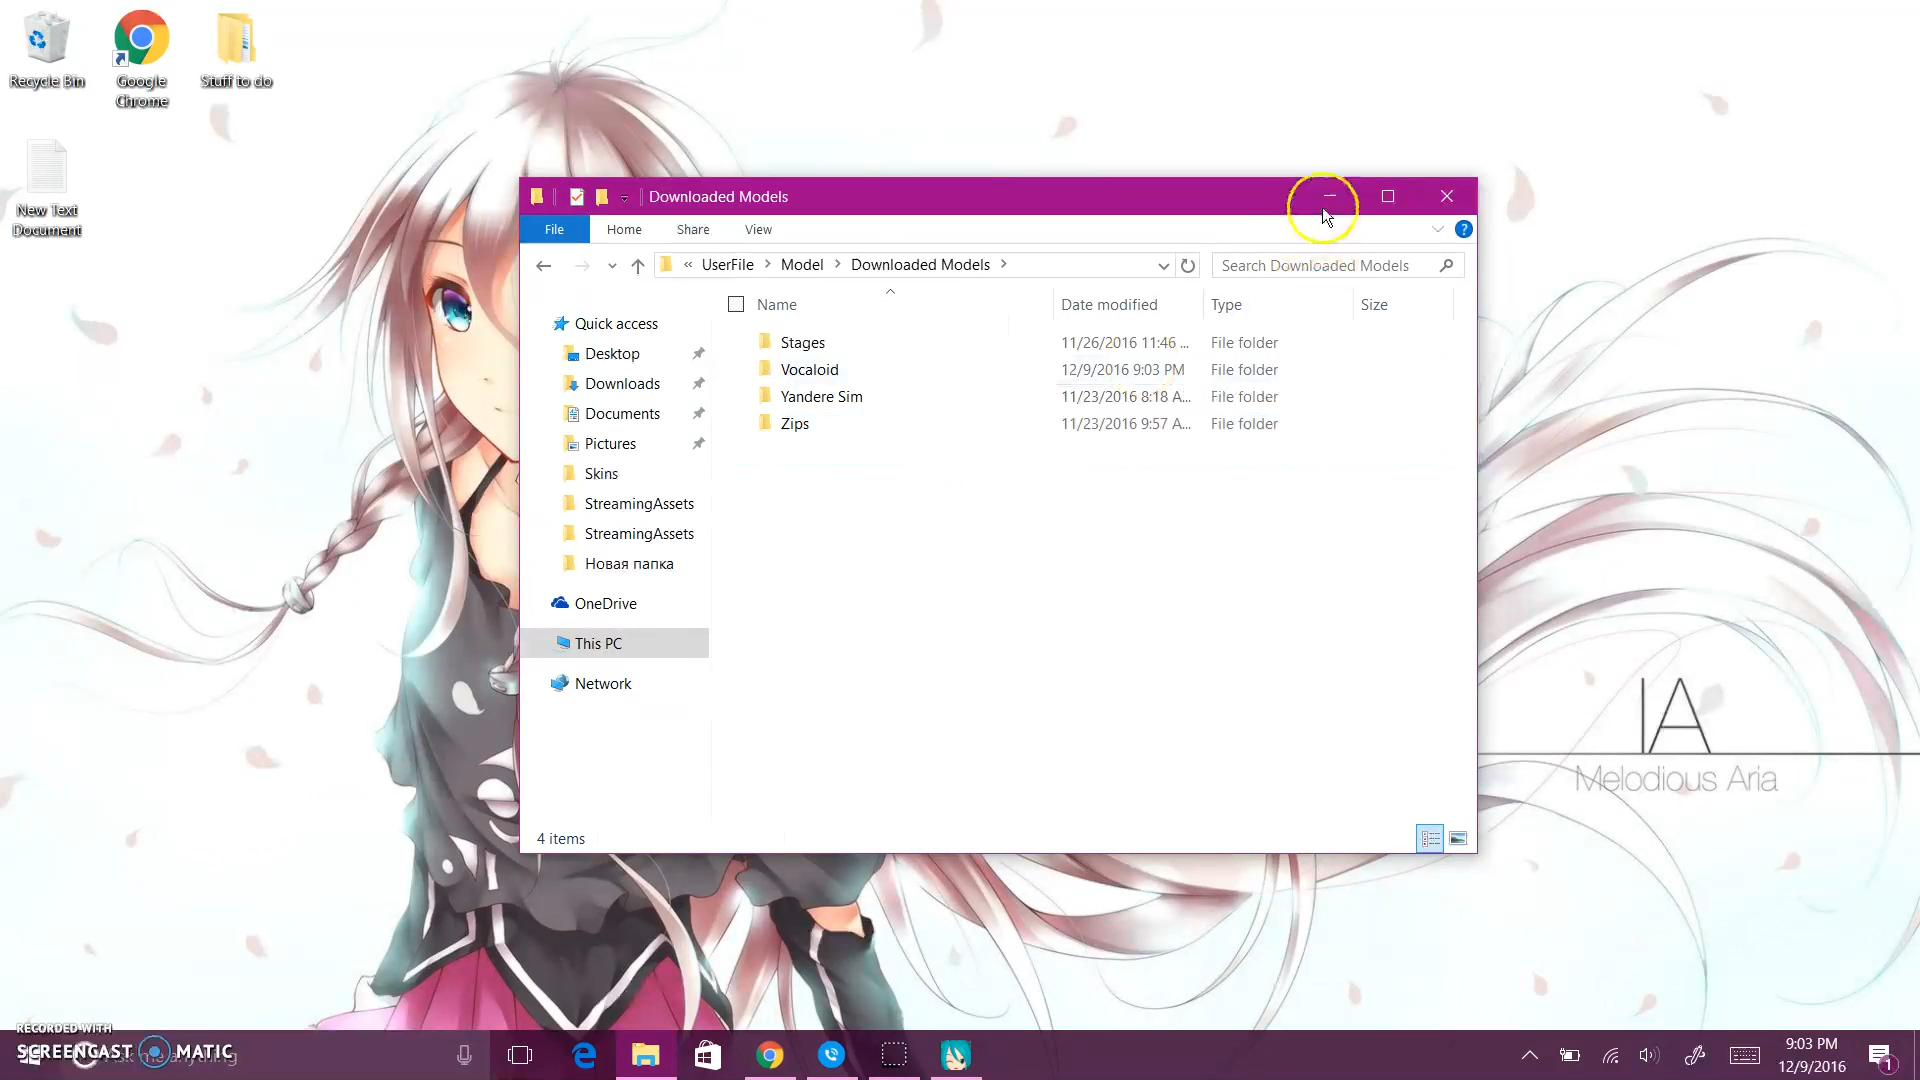 Recycle Bin
Google Chrome
Stuff to do
New Text Document
Downloaded Models
File Home Share View
« UserFile > Model > Downloaded Models >
Search Downloaded Models
Name Date modified Type Size
Quick access
Desktop
Downloads
Documents
Pictures
Skins
StreamingAssets
StreamingAssets
Новая папка
OneDrive
This PC
Network
Stages 11/26/2016 11:46 ... File folder
Vocaloid 12/9/2016 9:03 PM File folder
Yandere Sim 11/23/2016 8:18 A... File folder
Zips 11/23/2016 9:57 A... File folder
4 items
IA
Melodious Aria
RECORDED WITH
SCREENCAST MATIC
9:03 PM
12/9/2016
1